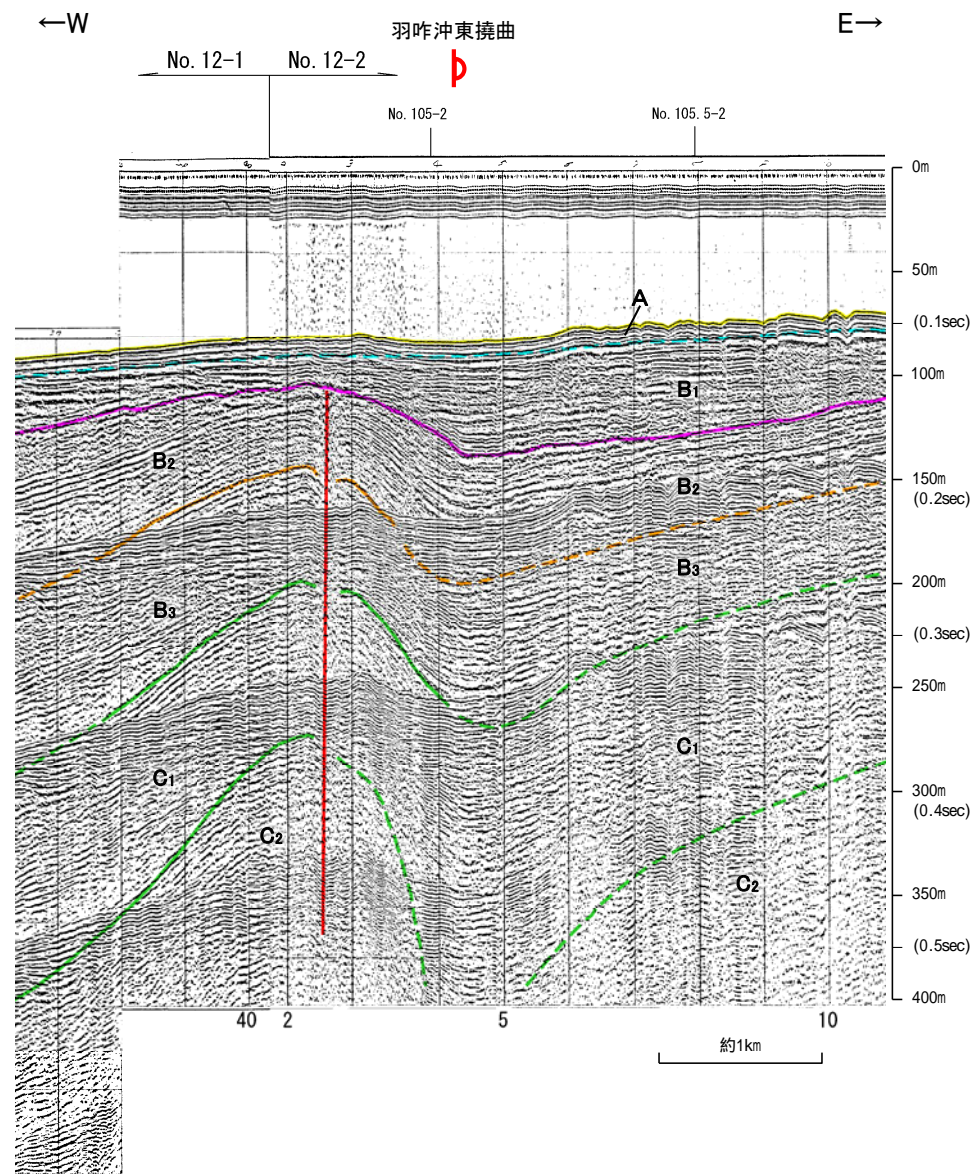 ←W
E→
羽咋沖東撓曲
No. 12-1
No. 12-2
No. 105-2
No. 105. 5-2
0m
50m
A
(0.1sec)
100m
B1
B2
150m
B2
(0.2sec)
B3
200m
B3
(0.3sec)
250m
C1
C1
300m
(0.4sec)
C2
C2
350m
(0.5sec)
400m
40 2 5 10
約1km